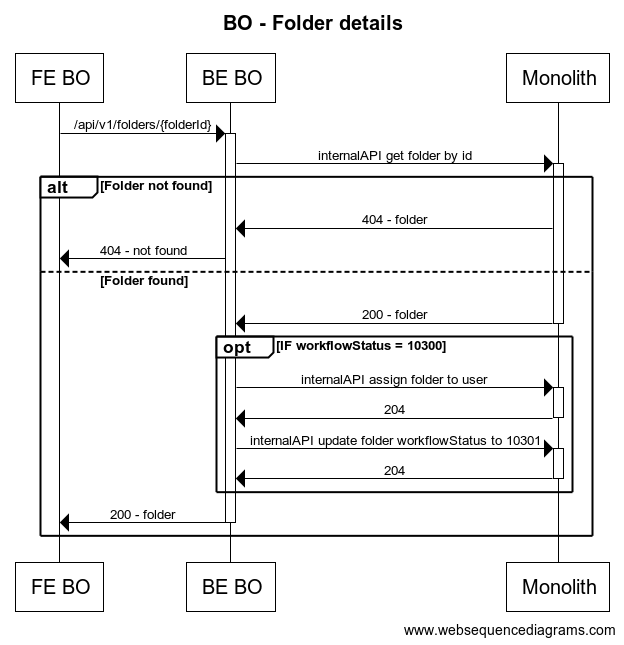 BO - Folder details
FE BO
BE BO
Monolith
/api/v1/folders/{folderId}
internalAPI get folder by id
alt
[Folder not found]
404 - folder
404 - not found
[Folder found]
200 - folder
opt
[IF workflowStatus = 10300]
internalAPI assign folder to user
204
internalAPI update folder workflowStatus to 10301
204
200 - folder
FE BO
BE BO
Monolith
www.websequencediagrams.com